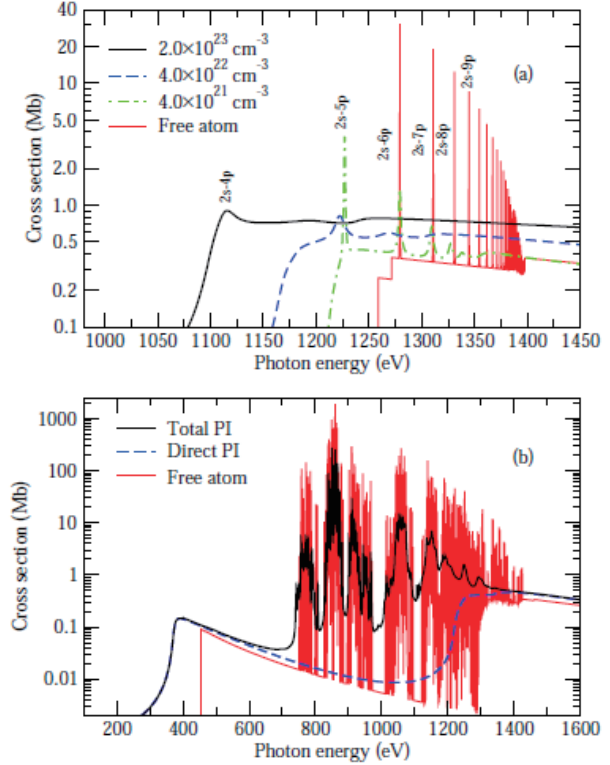 40
20
10
5.0
2.0
1.0
0.5
0.2
0.1
Cross section (Mb)
2.0×10²³ cm⁻³
4.0×10²² cm⁻³
4.0×10²¹ cm⁻³
Free atom
(a)
2s-4p
2s-5p
2s-6p
2s-7p
2s-8p
2s-9p
1000 1050 1100 1150 1200 1250 1300 1350 1400 1450
Photon energy (eV)
1000
100
10
1
0.1
0.01
Cross section (Mb)
Total PI
Direct PI
Free atom
(b)
200 400 600 800 1000 1200 1400 1600
Photon energy (eV)